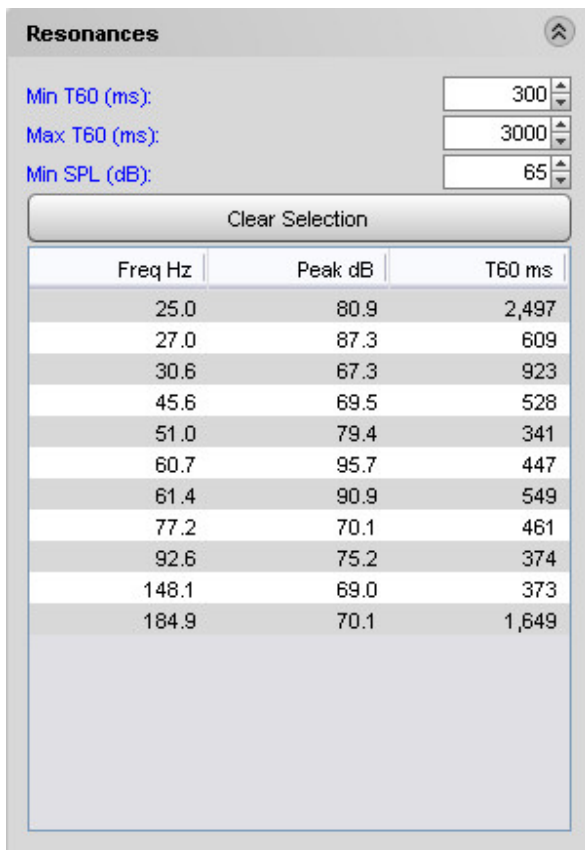 Resonances
Min T60 (ms): 300
Max T60 (ms): 3000
Min SPL (dB): 65
Clear Selection
Freq Hz Peak dB T60 ms
25.0 80.9 2,497
27.0 87.3 609
30.6 67.3 923
45.6 69.5 528
51.0 79.4 341
60.7 95.7 447
61.4 90.9 549
77.2 70.1 461
92.6 75.2 374
148.1 69.0 373
184.9 70.1 1,649